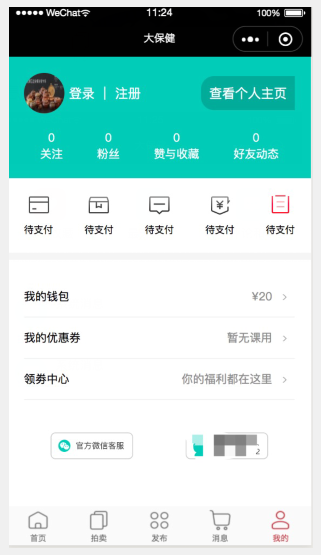 WeChat 11:24 100%
大保健
登录 | 注册 查看个人主页
0 0 0 0
关注 粉丝 赞与收藏 好友动态
待支付 待支付 待支付 待支付 待支付
我的钱包 ¥20
我的优惠券 暂无课用
领券中心 你的福利都在这里
官方微信客服 2
首页 拍卖 发布 消息 我的